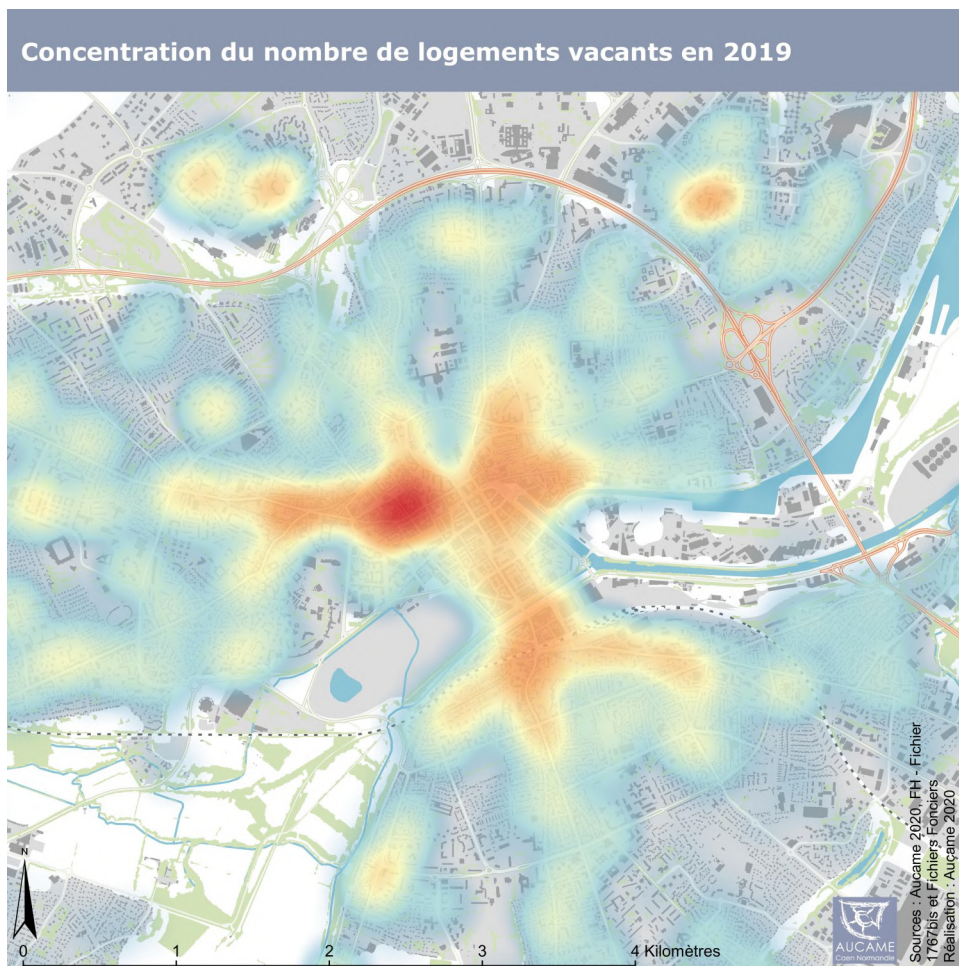 Concentration du nombre de logements vacants en 2019
N
0 1 2 3 4 Kilomètres
AUCAME
Caen Normandie
Sources : Aucame 2020, FH - Fichier
1767bis et Fichiers Fonciers
Réalisation : Aucame 2020